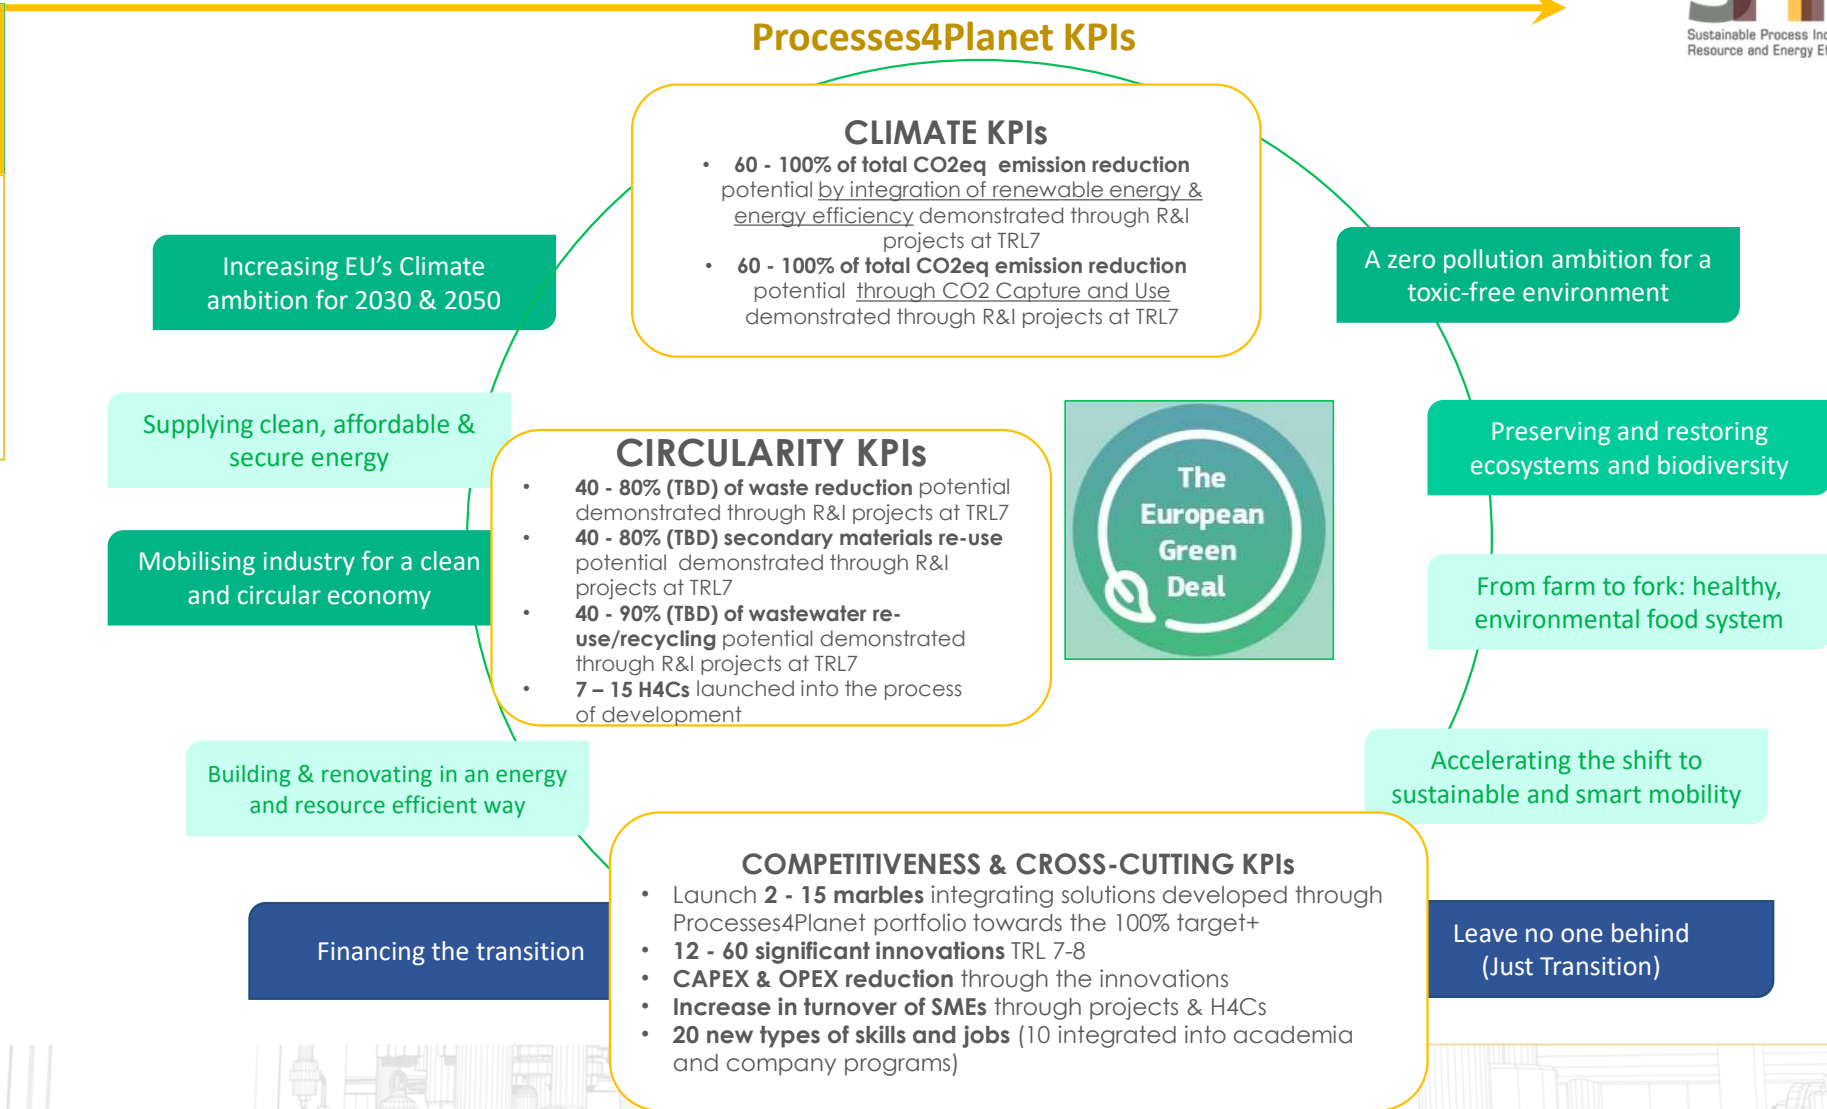 Processes4Planet KPIs
Sustainable Process
Resource and Energy
CLIMATE KPIs
• 60 - 100% of total CO2eq emission reduction
potential by integration of renewable energy &
energy efficiency demonstrated through R&I
projects at TRL7
• 60 - 100% of total CO2eq emission reduction
potential through CO2 Capture and Use
demonstrated through R&I projects at TRL7
Increasing EU’s Climate
ambition for 2030 & 2050
A zero pollution ambition for a
toxic-free environment
Supplying clean, affordable &
secure energy
Preserving and restoring
ecosystems and biodiversity
CIRCULARITY KPIs
• 40 - 80% (TBD) of waste reduction potential
demonstrated through R&I projects at TRL7
• 40 - 80% (TBD) secondary materials re-use
potential demonstrated through R&I
projects at TRL7
• 40 - 90% (TBD) of wastewater re-
use/recycling potential demonstrated
through R&I projects at TRL7
• 7 – 15 H4Cs launched into the process
of development
The
European
Green
Deal
Mobilising industry for a clean
and circular economy
From farm to fork: healthy,
environmental food system
Building & renovating in an energy
and resource efficient way
Accelerating the shift to
sustainable and smart mobility
COMPETITIVENESS & CROSS-CUTTING KPIs
• Launch 2 - 15 marbles integrating solutions developed through
Processes4Planet portfolio towards the 100% target+
• 12 - 60 significant innovations TRL 7-8
• CAPEX & OPEX reduction through the innovations
• Increase in turnover of SMEs through projects & H4Cs
• 20 new types of skills and jobs (10 integrated into academia
and company programs)
Financing the transition
Leave no one behind
(Just Transition)